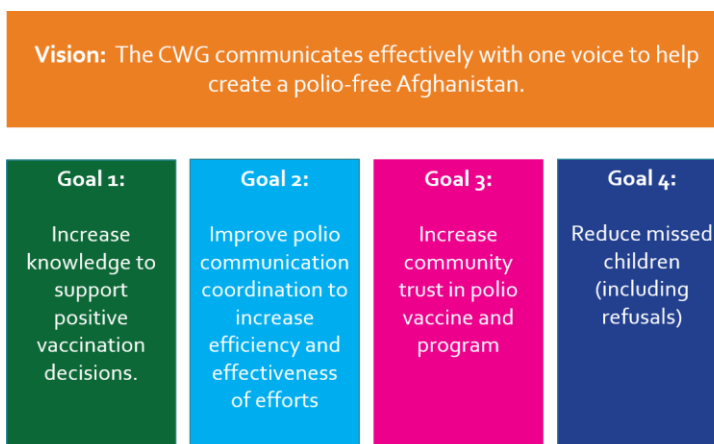 Vision: The CWG communicates effectively with one voice to help
create a polio-free Afghanistan.
Goal 1:
Increase
knowledge to
support
positive
vaccination
decisions.
Goal 2:
Improve polio
communication
coordination to
increase
efficiency and
effectiveness
of efforts
Goal 3:
Increase
community
trust in polio
vaccine and
program
Goal 4:
Reduce missed
children
(including
refusals)